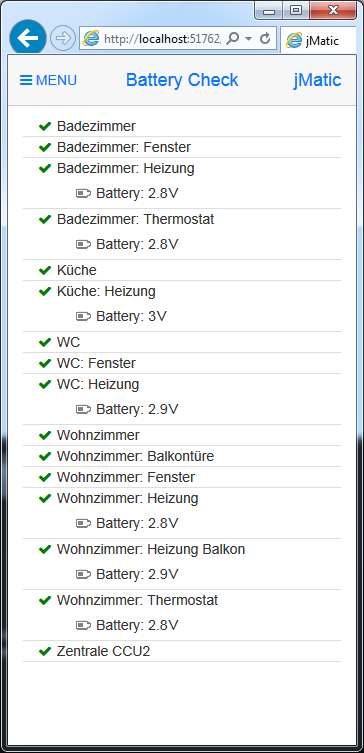 http://localhost:51762,
jMatic
MENU
Battery Check
jMatic
Badezimmer
Badezimmer: Fenster
Badezimmer: Heizung
Battery: 2.8V
Badezimmer: Thermostat
Battery: 2.8V
Küche
Küche: Heizung
Battery: 3V
WC
WC: Fenster
WC: Heizung
Battery: 2.9V
Wohnzimmer
Wohnzimmer: Balkontüre
Wohnzimmer: Fenster
Wohnzimmer: Heizung
Battery: 2.8V
Wohnzimmer: Heizung Balkon
Battery: 2.9V
Wohnzimmer: Thermostat
Battery: 2.8V
Zentrale CCU2